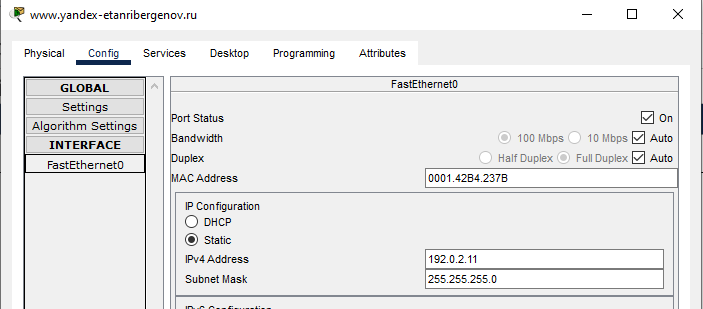 www.yandex-etanribergenov.ru
Physical Config Services Desktop Programming Attributes
GLOBAL
Settings
Algorithm Settings
INTERFACE
FastEthernet0
FastEthernet0
Port Status On
Bandwidth 100 Mbps 10 Mbps Auto
Duplex Half Duplex Full Duplex Auto
MAC Address 0001.42B4.237B
IP Configuration
DHCP
Static
IPv4 Address 192.0.2.11
Subnet Mask 255.255.255.0
IPv6 Configuration